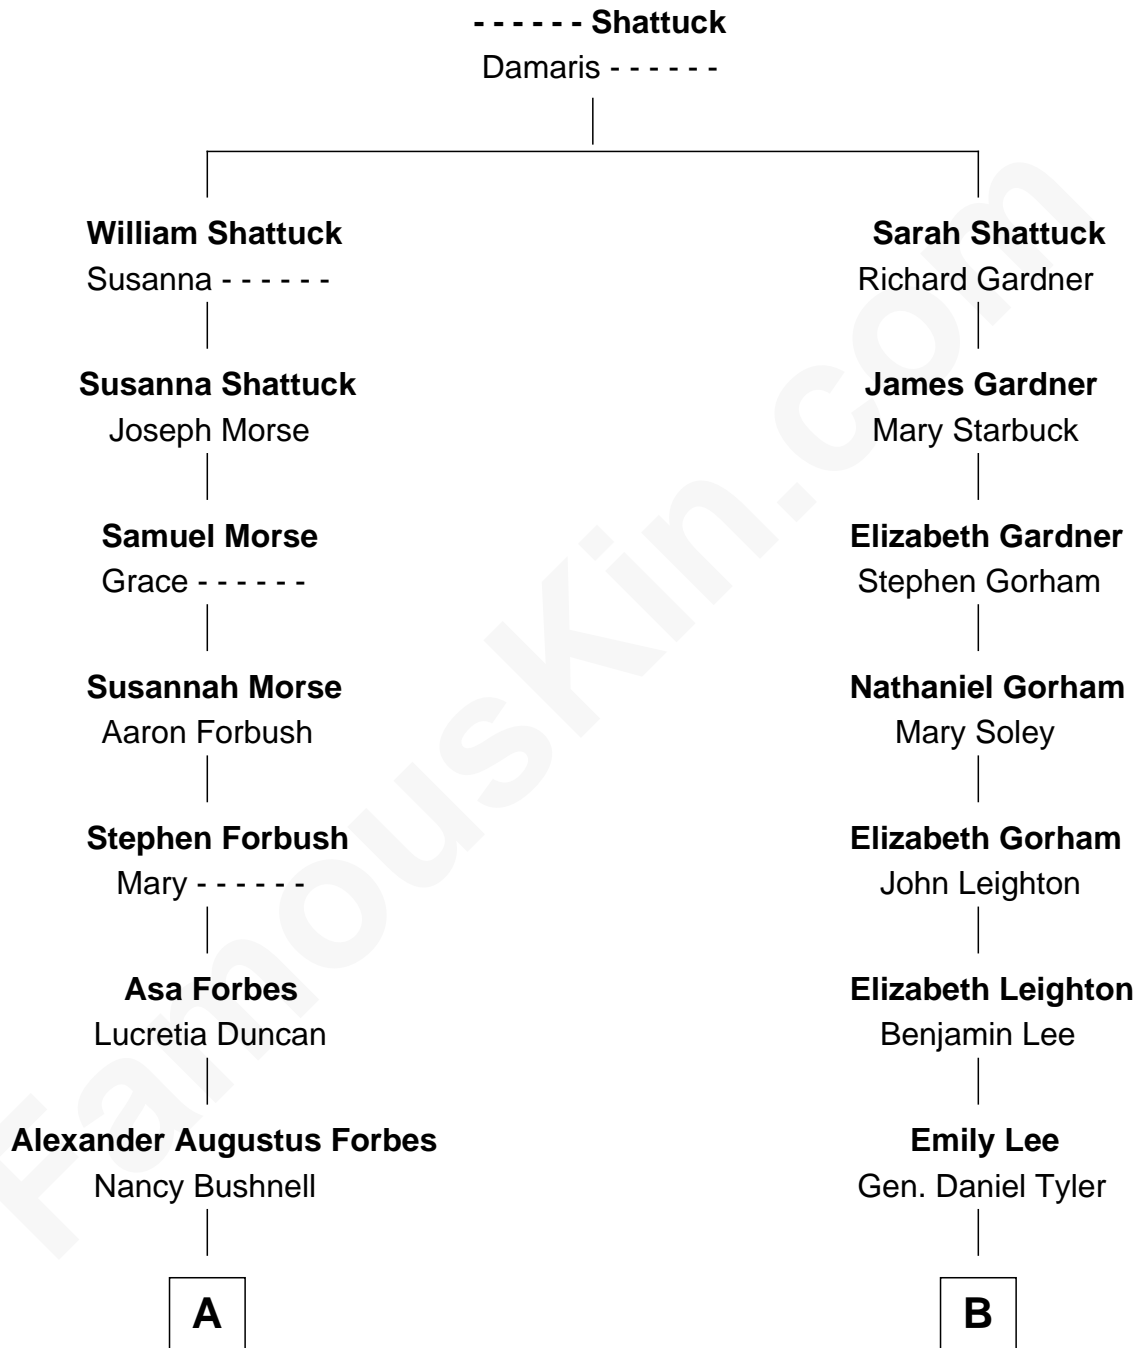 - - - - - - Shattuck
Damaris - - - - - -
William Shattuck
Susanna - - - - - -
Sarah Shattuck
Richard Gardner
Susanna Shattuck
Joseph Morse
James Gardner
Mary Starbuck
Samuel Morse
Grace - - - - - -
Elizabeth Gardner
Stephen Gorham
Susannah Morse
Aaron Forbush
Nathaniel Gorham
Mary Soley
Stephen Forbush
Mary - - - - - -
Elizabeth Gorham
John Leighton
Asa Forbes
Lucretia Duncan
Elizabeth Leighton
Benjamin Lee
Alexander Augustus Forbes
Nancy Bushnell
Emily Lee
Gen. Daniel Tyler
A
B
FamousKin.com